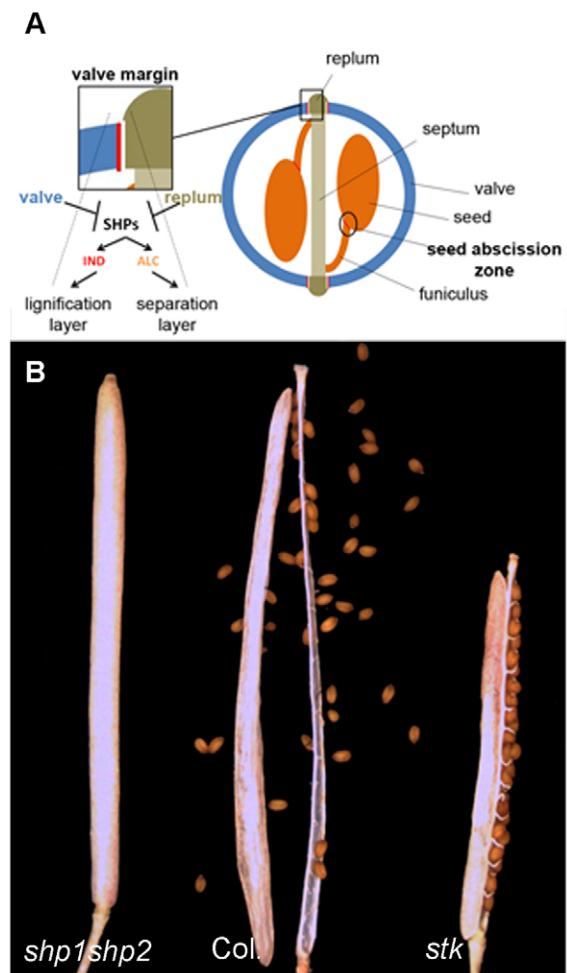 A
valve margin
replum
septum
valve
replum
valve
SHPs
seed
IND
ALC
seed abscission
zone
lignification
layer
separation
layer
funiculus
B
shp1shp2
Col.
stk